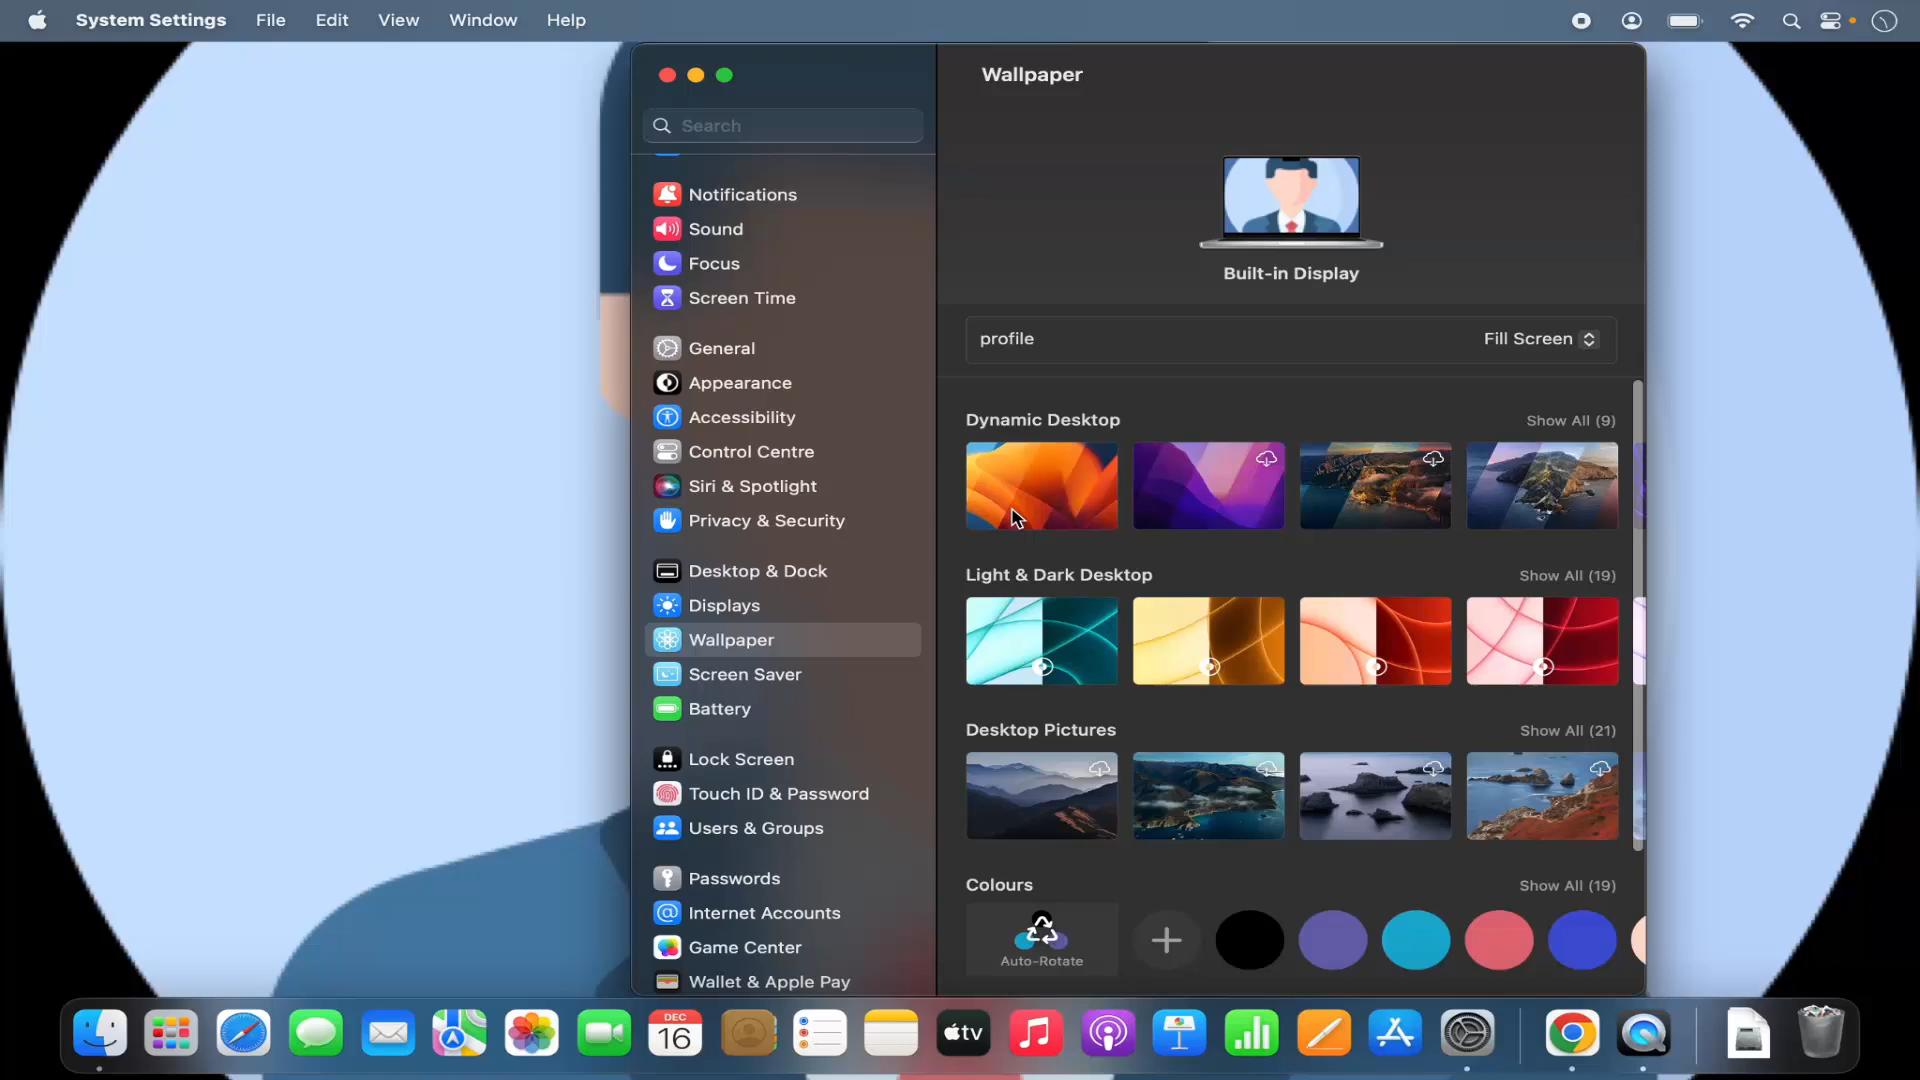 System Settings File Edit View Window Help
Wallpaper
Search
Notifications
Sound
Focus
Screen Time
General
Appearance
Accessibility
Control Centre
Siri & Spotlight
Privacy & Security
Desktop & Dock
Displays
Wallpaper
Screen Saver
Battery
Lock Screen
Touch ID & Password
Users & Groups
Passwords
Internet Accounts
Game Center
Wallet & Apple Pay
Built-in Display
profile Fill Screen
Dynamic Desktop Show All (9)
Light & Dark Desktop Show All (19)
Desktop Pictures Show All (21)
Colours Show All (19)
Auto-Rotate
DEC
16
tv